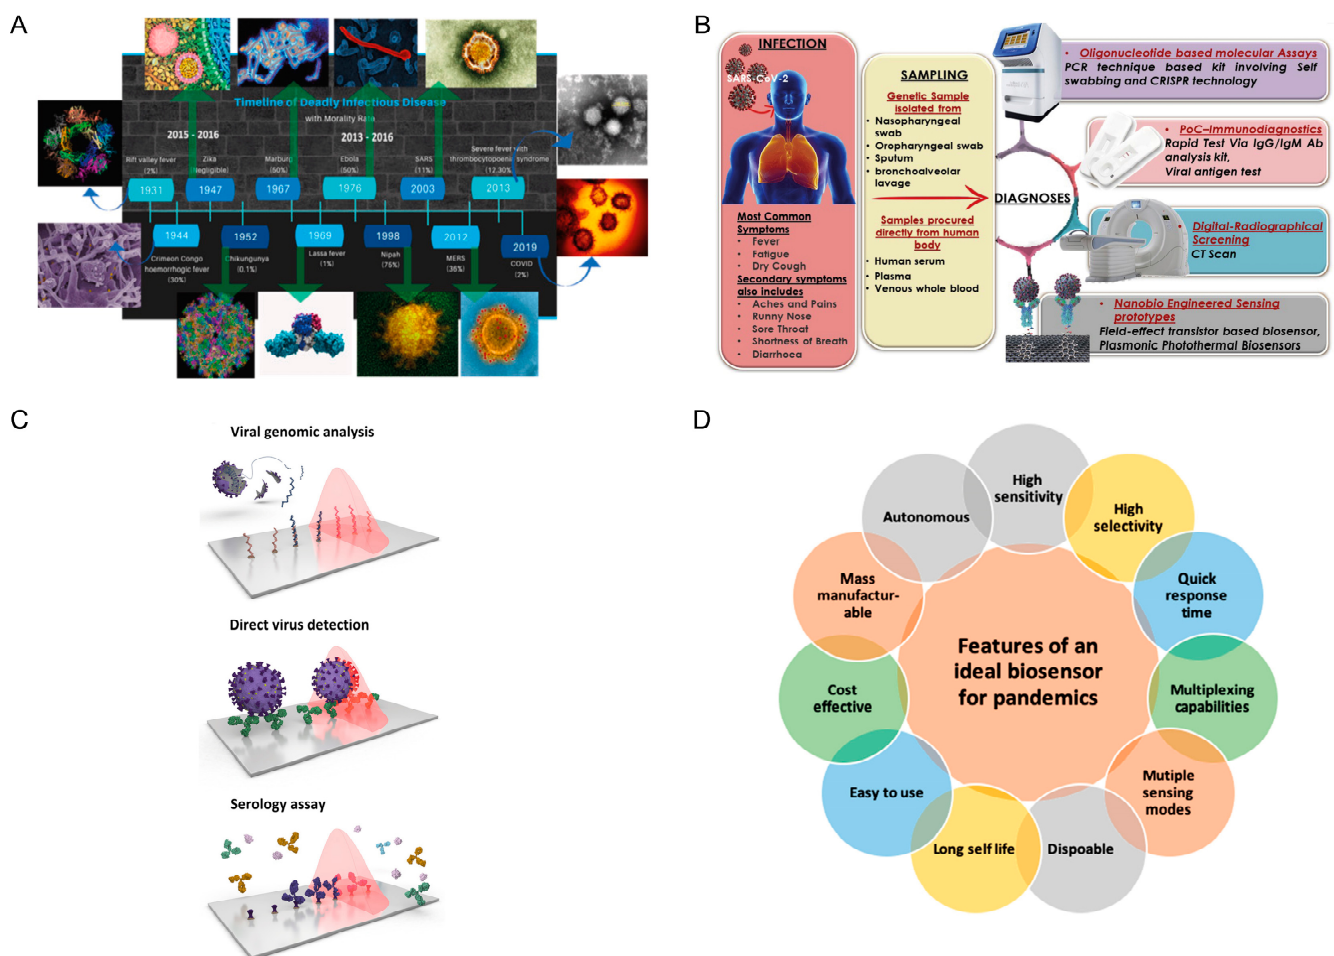 A
Timeline of Deadly Infectious Disease
with Morality Rate
2015 - 2016
2013 - 2016
Rift valley fever
(2%)
Zika
(Negligible)
Marburg
(50%)
Ebola
(50%)
SARS
(11%)
Severe fever with
thrombocytopenia syndrome
(12.30%)
1931
1947
1967
1976
2003
2013
1944
1952
1969
1998
2012
2019
Crimeon Congo
hoemorrhogic fever
(30%)
Chikungunya
(0.1%)
Lassa fever
(1%)
Nipah
(76%)
MERS
(36%)
COVID
(2%)
B
INFECTION
SARS-CoV-2
Most Common
Symptoms
- Fever
- Fatigue
- Dry Cough
Secondary symptoms
also includes
- Aches and Pains
- Runny Nose
- Sore Throat
- Shortness of Breath
- Diarrhoea
SAMPLING
Genetic Sample
isolated from
• Nasopharyngeal
swab
• Oropharyngeal swab
• Sputum
• bronchoalveolar
lavage
Samples procured
directly from human
body
• Human serum
• Plasma
• Venous whole blood
DIAGNOSES
• Oligonucleotide based molecular Assays
PCR technique based kit involving Self
swabbing and CRISPR technology
• PoC-Immunodiagnostics
Rapid Test Via IgG/IgM Ab
analysis kit,
Viral antigen test
Digital-Radiographical
Screening
CT Scan
• Nanobio Engineered Sensing
prototypes
Field-effect transistor based biosensor,
Plasmonic Photothermal Biosensors
C
Viral genomic analysis
Direct virus detection
Serology assay
D
High
sensitivity
High
selectivity
Quick
response
time
Multiplexing
capabilities
Mutiple
sensing
modes
Dispoable
Long self life
Easy to use
Cost
effective
Mass
manufactur-
able
Autonomous
Features of an
ideal biosensor
for pandemics